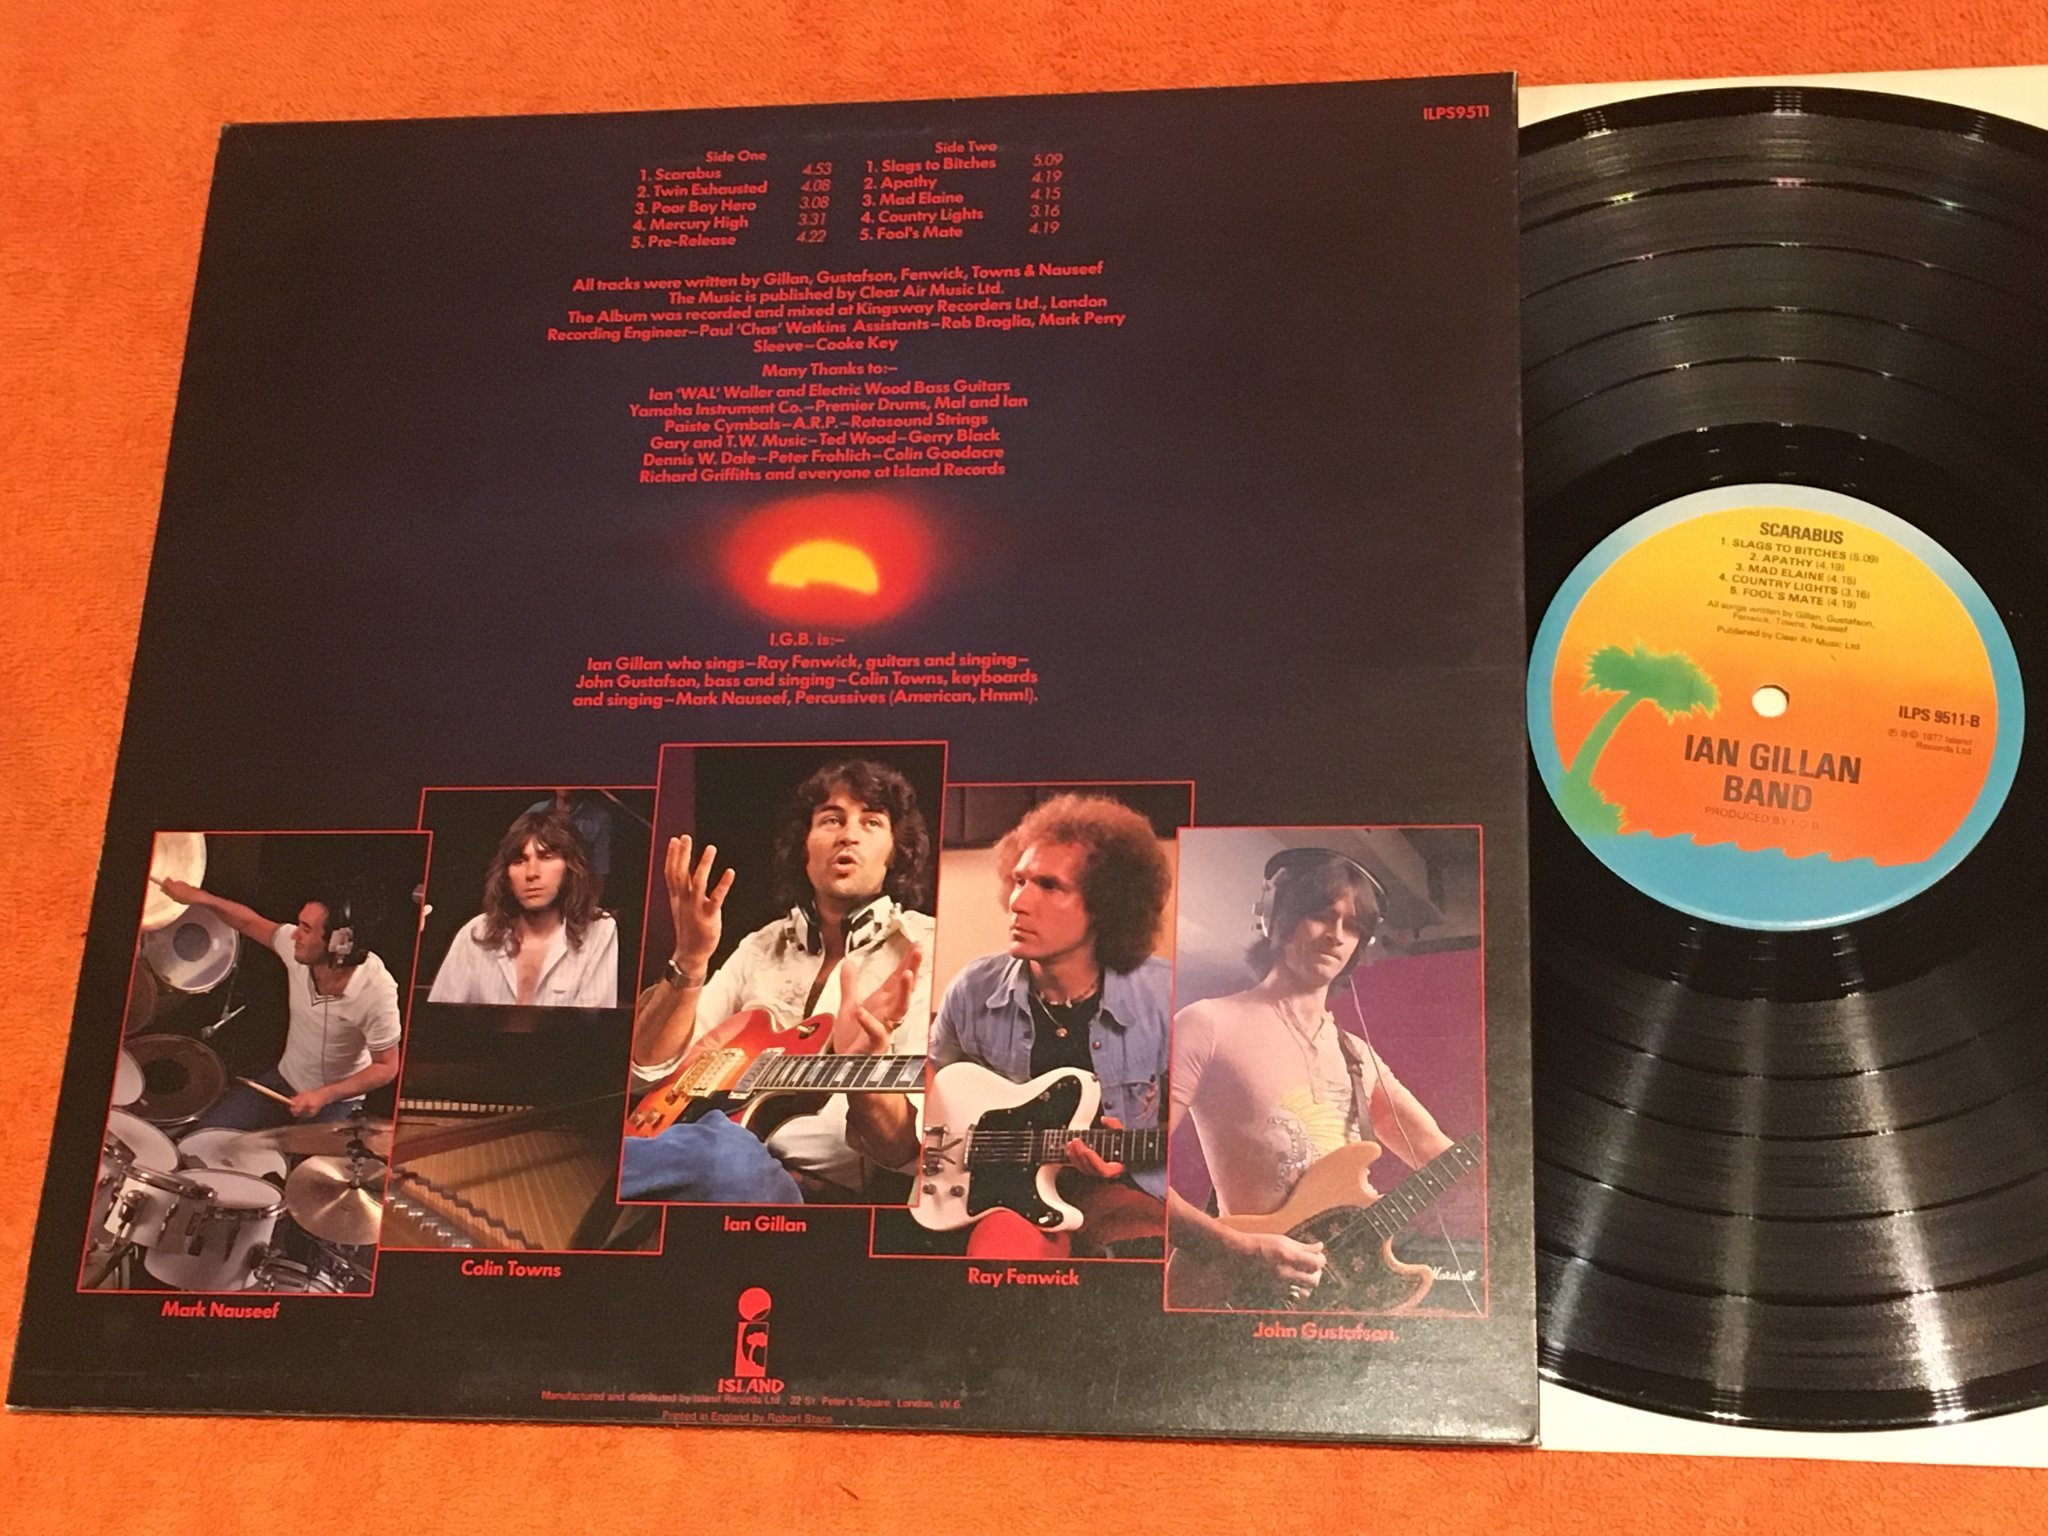 ILPS9511
Side One
1. Scarabus 4.53
2. Twin Exhausted 4.08
3. Poor Boy Hero 3.08
4. Mercury High 3.31
5. Pre-Release 4.22
Side Two
1. Slags to Bitches 5.09
2. Apathy 4.19
3. Mad Elaine 4.15
4. Country Lights 3.16
5. Fool's Mate 4.19
All tracks were written by Gillan, Gustafson, Fenwick, Towns & Nauseef
The Music is published by Clear Air Music Ltd.
The Album was recorded and mixed at Kingsway Recorders Ltd., London
Recording Engineer–Paul 'Chas' Watkins Assistants–Rob Broglia, Mark Perry
Sleeve–Cooke Key
Many Thanks to:–
Ian 'WAL' Waller and Electric Wood Bass Guitars
Yamaha Instrument Co.–Premier Drums, Mal and Ian
Paiste Cymbals–A.R.P.–Rotosound Strings
Gary and T.W. Music–Ted Wood–Gerry Black
Dennis W. Dale–Peter Frohlich–Colin Goodacre
Richard Griffiths and everyone at Island Records
I.G.B. is:–
Ian Gillan who sings–Ray Fenwick, guitars and singing–
John Gustafson, bass and singing–Colin Towns, keyboards
and singing–Mark Nauseef, Percussives (American, Hmm!).
Marshall
Mark Nauseef
Colin Towns
Ian Gillan
Ray Fenwick
John Gustafson.
ISLAND
Manufactured and distributed by Island Records Ltd., 22 St. Peter's Square, London, W.6.
Printed in England by Robert Stace
SCARABUS
1. SLAGS TO BITCHES (5.09)
2. APATHY (4.19)
3. MAD ELAINE (4.15)
4. COUNTRY LIGHTS (3.16)
5. FOOL'S MATE (4.19)
All songs written by Gillan, Gustafson,
Fenwick, Towns, Nauseef
Published by Clear Air Music Ltd
ILPS 9511-B
℗ & © 1977 Island
Records Ltd
IAN GILLAN
BAND
PRODUCED BY I.G.B.